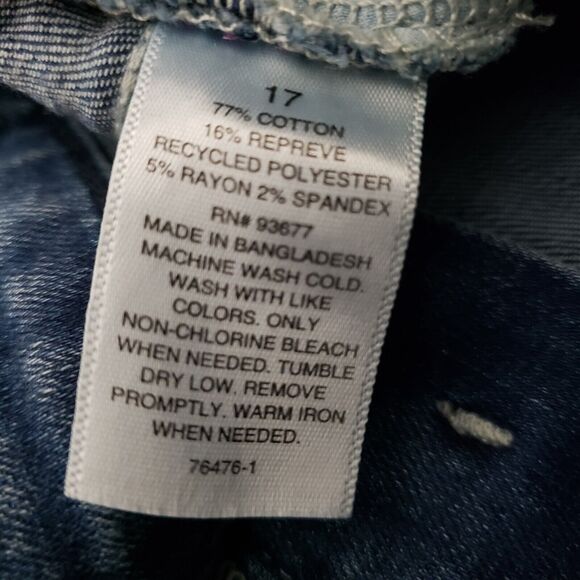 17
77% COTTON
16% REPREVE
RECYCLED POLYESTER
5% RAYON 2% SPANDEX
RN# 93677
MADE IN BANGLADESH
MACHINE WASH COLD.
WASH WITH LIKE
COLORS. ONLY
NON-CHLORINE BLEACH
WHEN NEEDED. TUMBLE
DRY LOW. REMOVE
PROMPTLY. WARM IRON
WHEN NEEDED.
76476-1